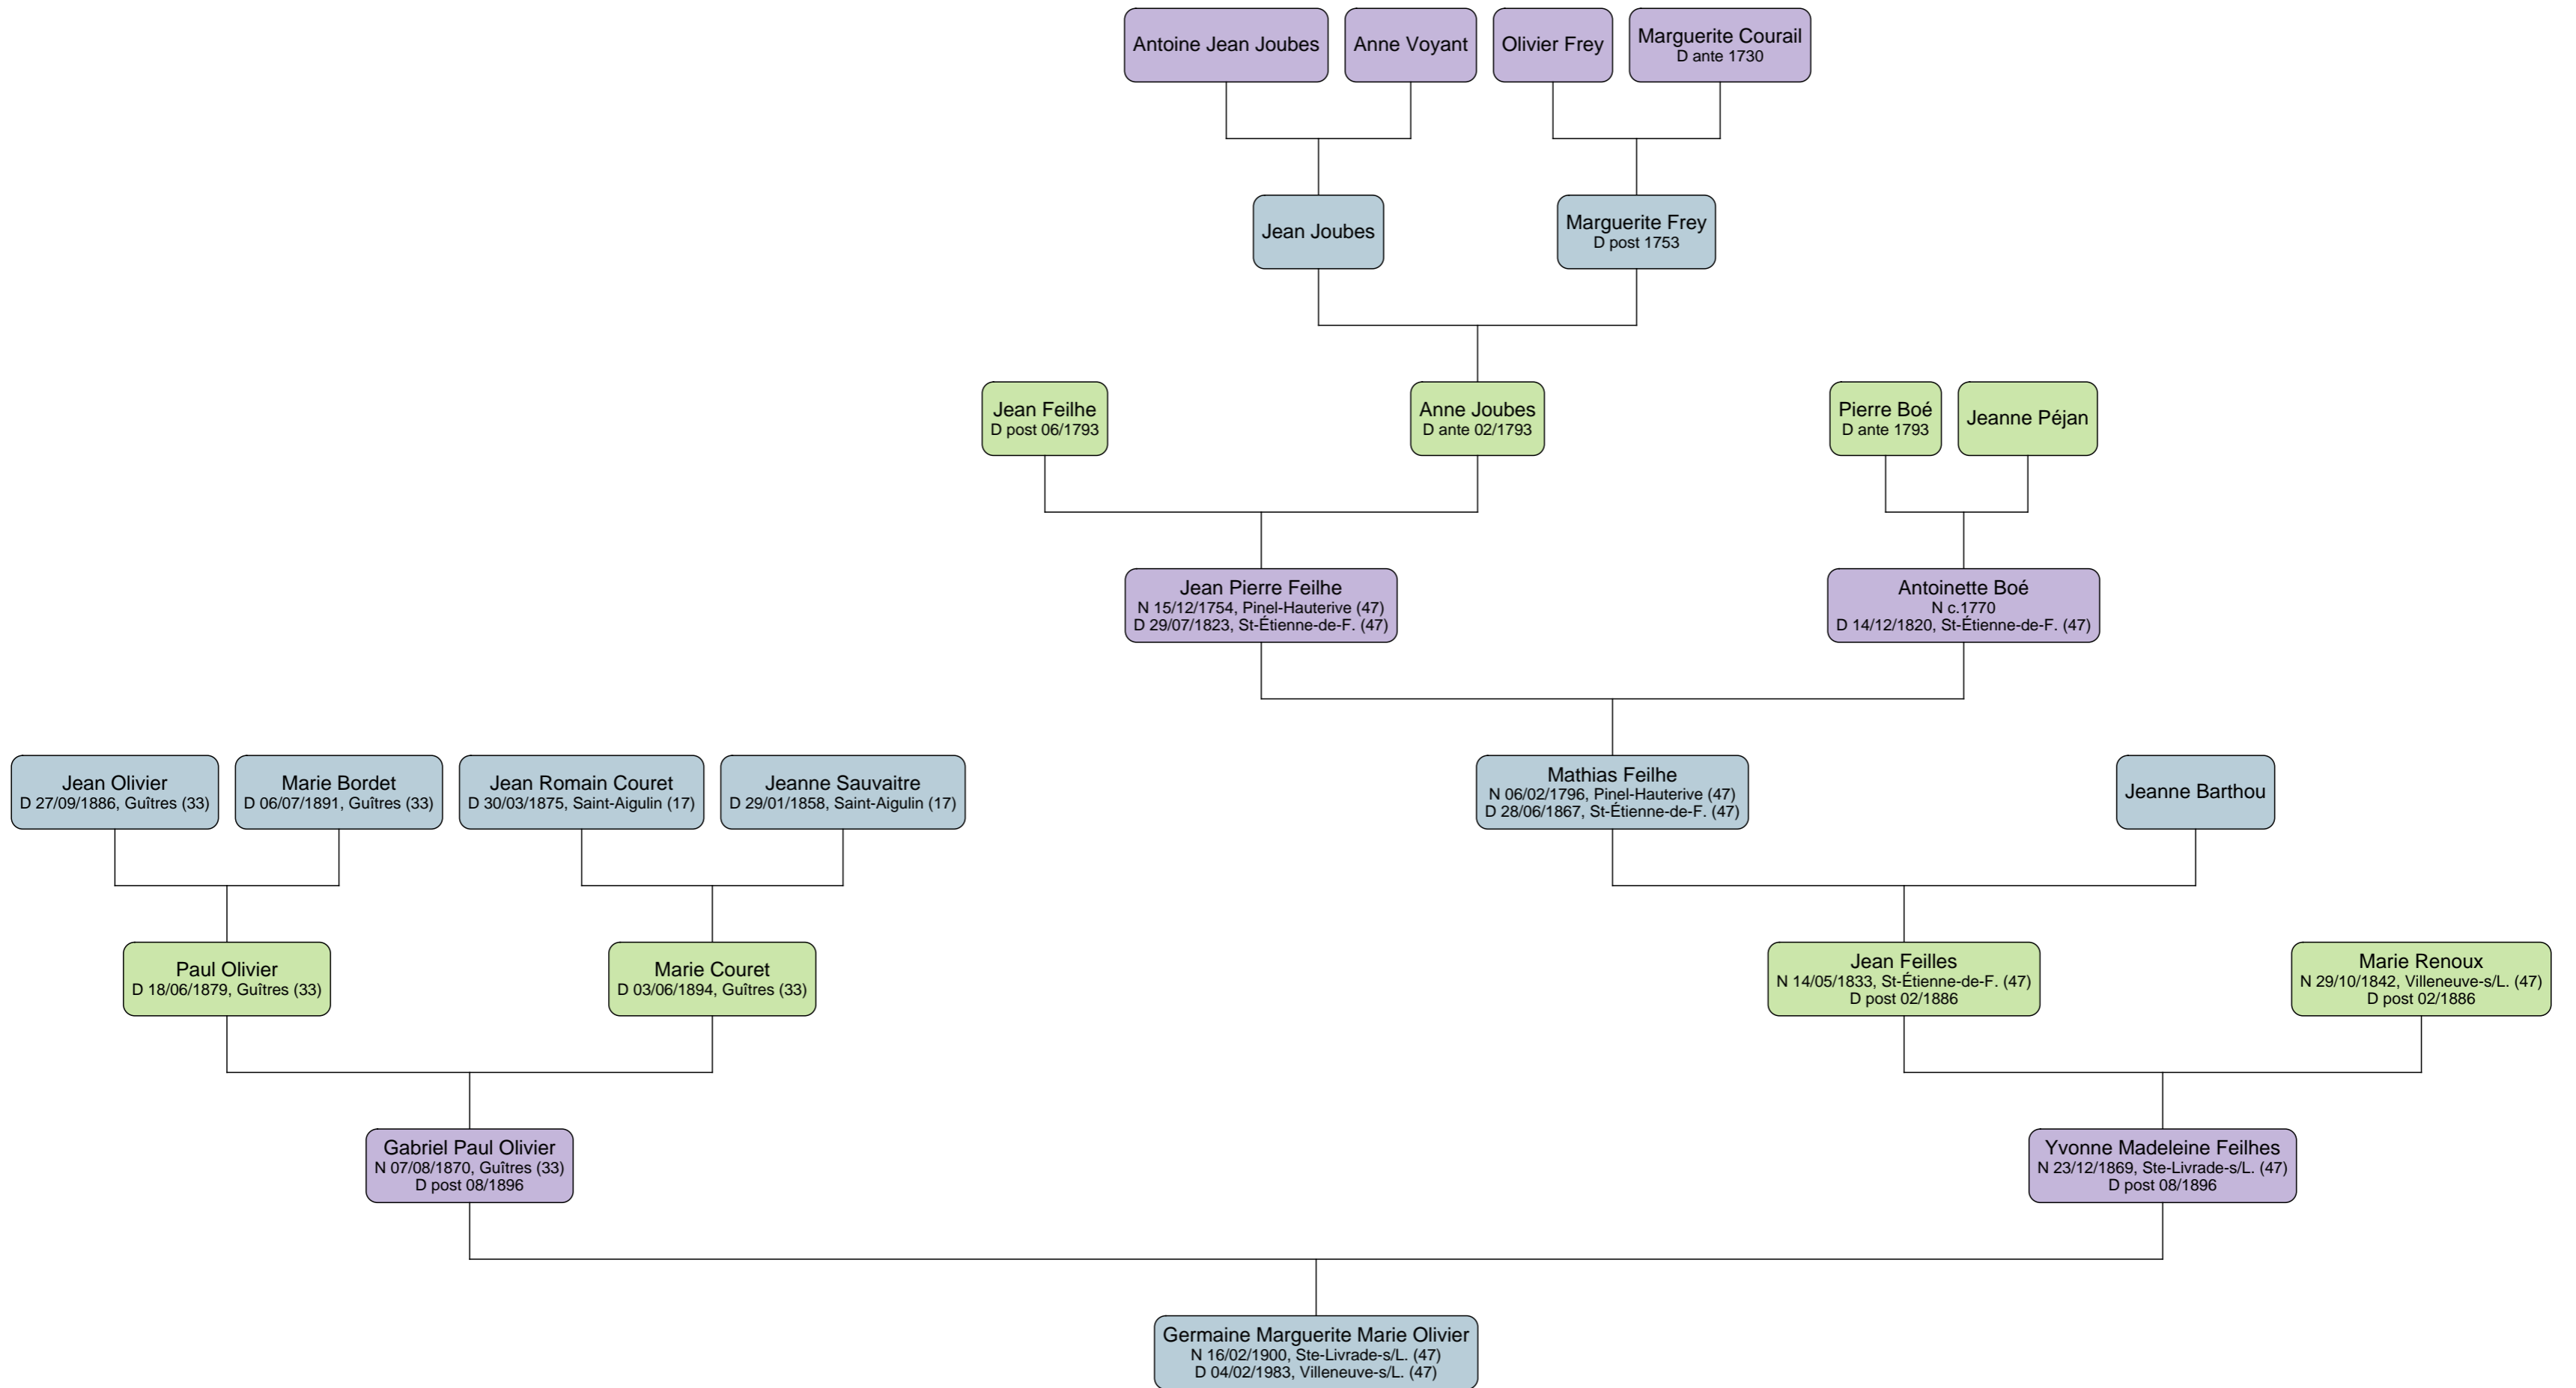 Antoine Jean Joubes
Anne Voyant
Olivier Frey
Marguerite Courail
D ante 1730
Jean Joubes
Marguerite Frey
D post 1753
Jean Feilhe
D post 06/1793
Anne Joubes
D ante 02/1793
Pierre Boé
D ante 1793
Jeanne Péjan
Jean Pierre Feilhe
N 15/12/1754, Pinel-Hauterive (47)
D 29/07/1823, St-Étienne-de-F. (47)
Antoinette Boé
N c.1770
D 14/12/1820, St-Étienne-de-F. (47)
Jean Olivier
D 27/09/1886, Guîtres (33)
Marie Bordet
D 06/07/1891, Guîtres (33)
Jean Romain Couret
D 30/03/1875, Saint-Aigulin (17)
Jeanne Sauvaitre
D 29/01/1858, Saint-Aigulin (17)
Mathias Feilhe
N 06/02/1796, Pinel-Hauterive (47)
D 28/06/1867, St-Étienne-de-F. (47)
Jeanne Barthou
Paul Olivier
D 18/06/1879, Guîtres (33)
Marie Couret
D 03/06/1894, Guîtres (33)
Jean Feilles
N 14/05/1833, St-Étienne-de-F. (47)
D post 02/1886
Marie Renoux
N 29/10/1842, Villeneuve-s/L. (47)
D post 02/1886
Gabriel Paul Olivier
N 07/08/1870, Guîtres (33)
D post 08/1896
Yvonne Madeleine Feilhes
N 23/12/1869, Ste-Livrade-s/L. (47)
D post 08/1896
Germaine Marguerite Marie Olivier
N 16/02/1900, Ste-Livrade-s/L. (47)
D 04/02/1983, Villeneuve-s/L. (47)